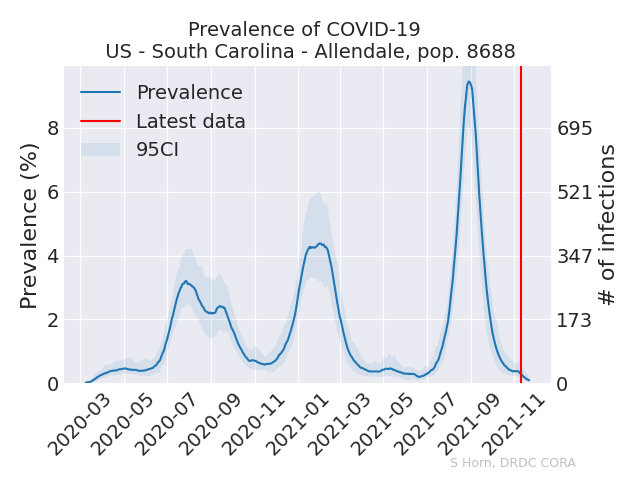 Prevalence of COVID-19
US - South Carolina - Allendale, pop. 8688
Prevalence
Latest data
95CI
Prevalence (%)
8
6
4
2
0
# of infections
695
521
347
173
0
2020-03
2020-05
2020-07
2020-09
2020-11
2021-01
2021-03
2021-05
2021-07
2021-09
2021-11
S Horn, DRDC CORA